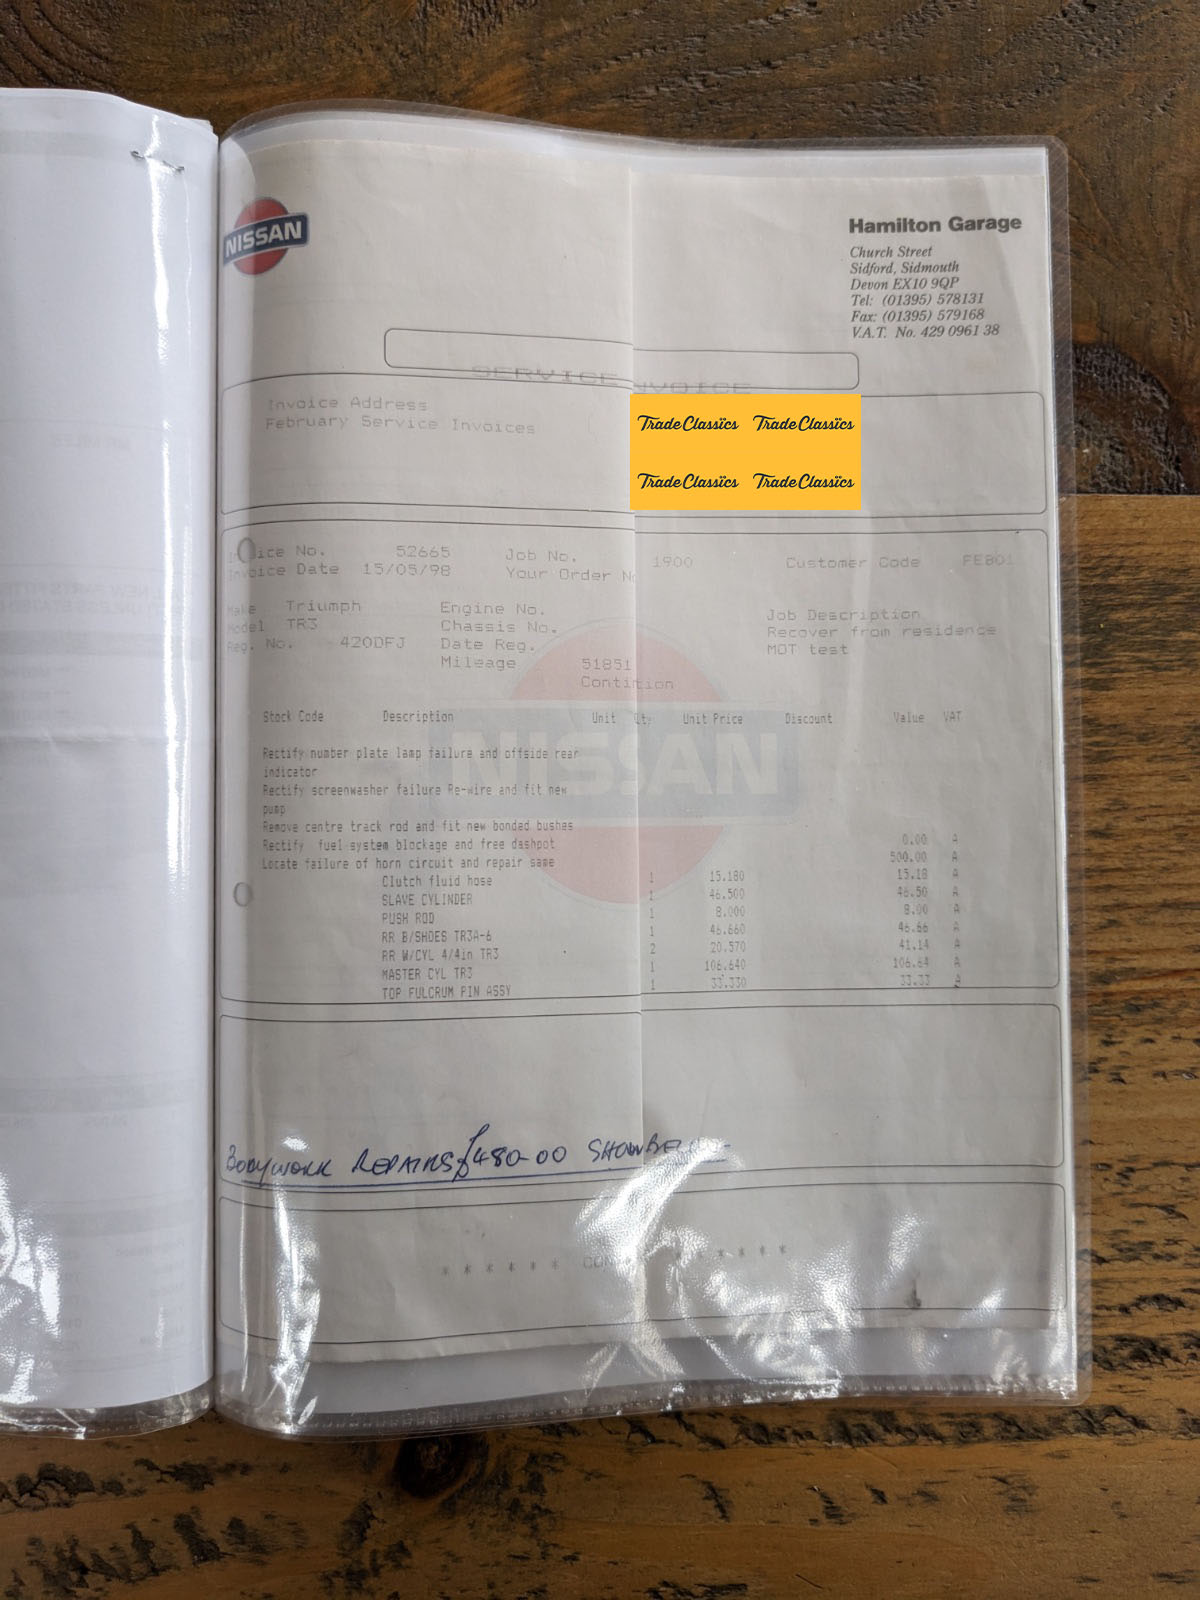 NISSAN
Hamilton Garage
Church Street
Sidford, Sidmouth
Devon EX10 9QP
Tel: (01395) 578131
Fax: (01395) 579168
V.A.T. No. 429 0961 38
SERVICE INVOICE
Invoice Address
February Service Invoices
TradeClassics TradeClassics
TradeClassics TradeClassics
Invoice No. 52665 Job No. 1900 Customer Code FEB01
Invoice Date 15/05/98 Your Order No
Make Triumph Engine No. Job Description
Model TR3 Chassis No. Recover from residence
Reg. No. 420DFJ Date Reg. MOT test
Mileage 51851
Contition
NISSAN
Stock Code Description Unit Qty Unit Price Discount Value VAT
Rectify number plate lamp failure and offside rear
indicator
Rectify screenwasher failure Re-wire and fit new
pump
Remove centre track rod and fit new bonded bushes
Rectify fuel system blockage and free dashpot 0.00 A
Locate failure of horn circuit and repair same 500.00 A
Clutch fluid hose 1 15.180 15.18 A
SLAVE CYLINDER 1 46.500 46.50 A
PUSH ROD 1 8.000 8.00 A
RR B/SHOES TR3A-6 1 46.660 46.66 A
RR W/CYL 4/4in TR3 2 20.570 41.14 A
MASTER CYL TR3 1 106.640 106.64 A
TOP FULCRUM PIN ASSY 1 33.330 33.33 A
BODYWORK REPAIRS £480-00
* * * * * * * * * * *